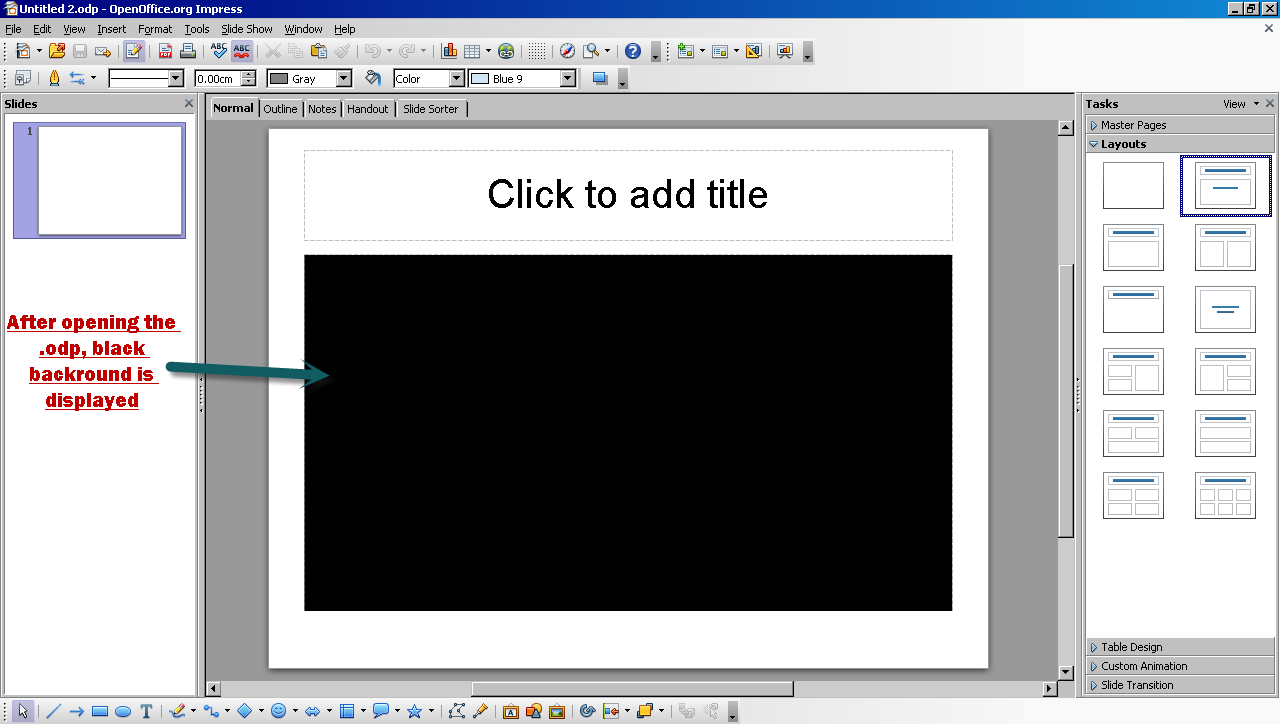 Untitled 2.odp - OpenOffice.org Impress
File Edit View Insert Format Tools Slide Show Window Help
0.00cm Gray Color Blue 9
Slides
1
Normal Outline Notes Handout Slide Sorter
Click to add title
After opening the
.odp, black
backround is
displayed
Tasks View
Master Pages
Layouts
Table Design
Custom Animation
Slide Transition